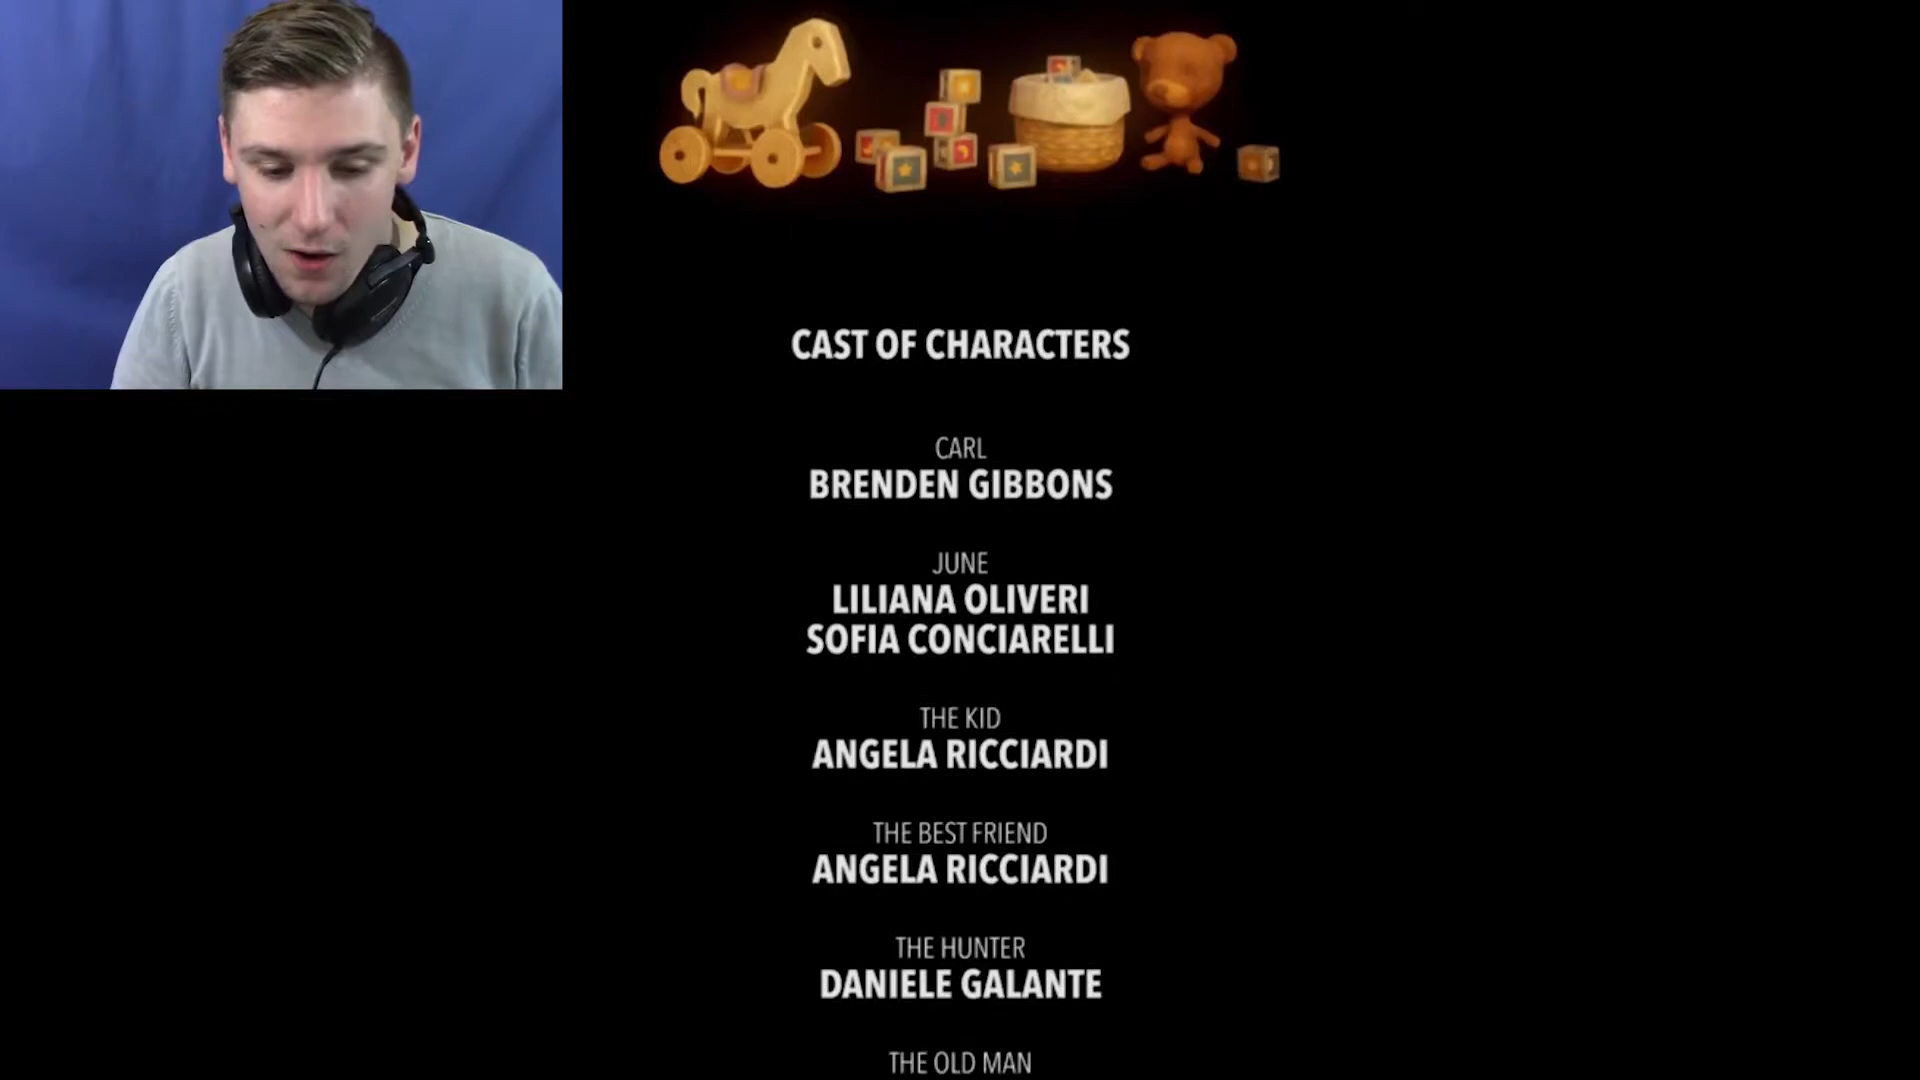 CAST OF CHARACTERS
CARL
BRENDEN GIBBONS
JUNE
LILIANA OLIVERI
SOFIA CONCIARELLI
THE KID
ANGELA RICCIARDI
THE BEST FRIEND
ANGELA RICCIARDI
THE HUNTER
DANIELE GALANTE
THE OLD MAN